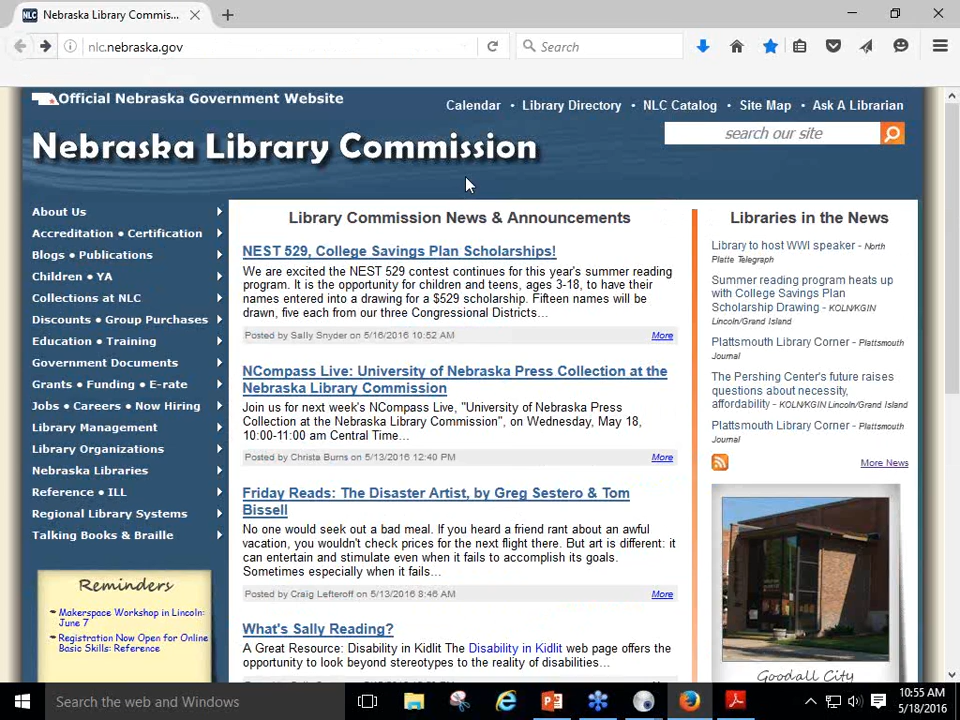 NLC Nebraska Library Commis...
nlc.nebraska.gov
Search
Official Nebraska Government Website
Calendar • Library Directory • NLC Catalog • Site Map • Ask A Librarian
Nebraska Library Commission
search our site
About Us
Accreditation • Certification
Blogs • Publications
Children • YA
Collections at NLC
Discounts • Group Purchases
Education • Training
Government Documents
Grants • Funding • E-rate
Jobs • Careers • Now Hiring
Library Management
Library Organizations
Nebraska Libraries
Reference • ILL
Regional Library Systems
Talking Books & Braille
Reminders
Makerspace Workshop in Lincoln:
June 7
Registration Now Open for Online
Basic Skills: Reference
Library Commission News & Announcements
NEST 529, College Savings Plan Scholarships!
We are excited the NEST 529 contest continues for this year's summer reading
program. It is the opportunity for children and teens, ages 3-18, to have their
names entered into a drawing for a $529 scholarship. Fifteen names will be
drawn, five each from our three Congressional Districts...
Posted by Sally Snyder on 5/16/2016 10:52 AM More
NCompass Live: University of Nebraska Press Collection at the
Nebraska Library Commission
Join us for next week's NCompass Live, "University of Nebraska Press
Collection at the Nebraska Library Commission", on Wednesday, May 18,
10:00-11:00 am Central Time...
Posted by Christa Burns on 5/13/2016 12:40 PM More
Friday Reads: The Disaster Artist, by Greg Sestero & Tom
Bissell
No one would seek out a bad meal. If you heard a friend rant about an awful
vacation, you wouldn't check prices for the next flight there. But art is different: it
can entertain and stimulate even when it fails to accomplish its goals.
Sometimes especially when it fails...
Posted by Craig Lefteroff on 5/13/2016 8:46 AM More
What's Sally Reading?
A Great Resource: Disability in Kidlit The Disability in Kidlit web page offers the
opportunity to look beyond stereotypes to the reality of disabilities...
Libraries in the News
Library to host WWI speaker - North
Platte Telegraph
Summer reading program heats up
with College Savings Plan
Scholarship Drawing - KOLN/KGIN
Lincoln/Grand Island
Plattsmouth Library Corner - Plattsmouth
Journal
The Pershing Center's future raises
questions about necessity,
affordability - KOLN/KGIN Lincoln/Grand Island
Plattsmouth Library Corner - Plattsmouth
Journal
More News
Goodall City
Search the web and Windows
10:55 AM
5/18/2016